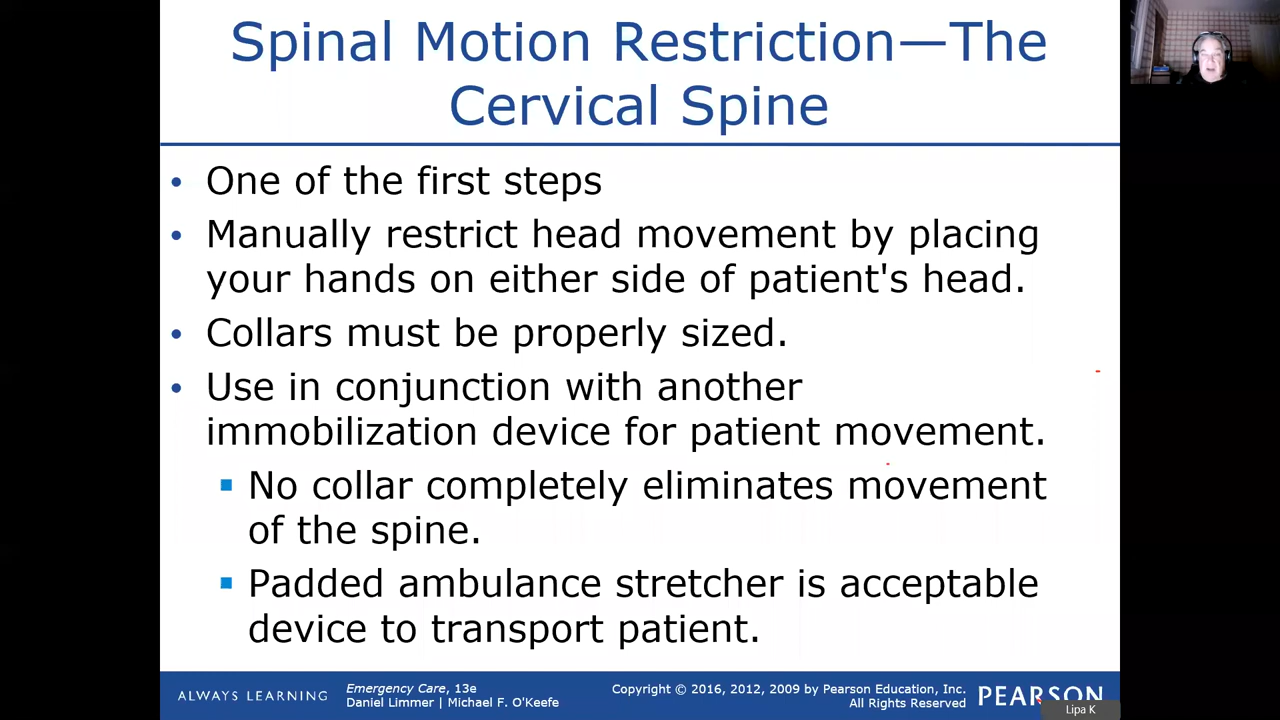 Spinal Motion Restriction—The
Cervical Spine
• One of the first steps
• Manually restrict head movement by placing
your hands on either side of patient's head.
• Collars must be properly sized.
• Use in conjunction with another
immobilization device for patient movement.
▪ No collar completely eliminates movement
of the spine.
▪ Padded ambulance stretcher is acceptable
device to transport patient.
ALWAYS LEARNING
Emergency Care, 13e
Daniel Limmer | Michael F. O'Keefe
Copyright © 2016, 2012, 2009 by Pearson Education, Inc.
All Rights Reserved
PEARSON
Lipa K